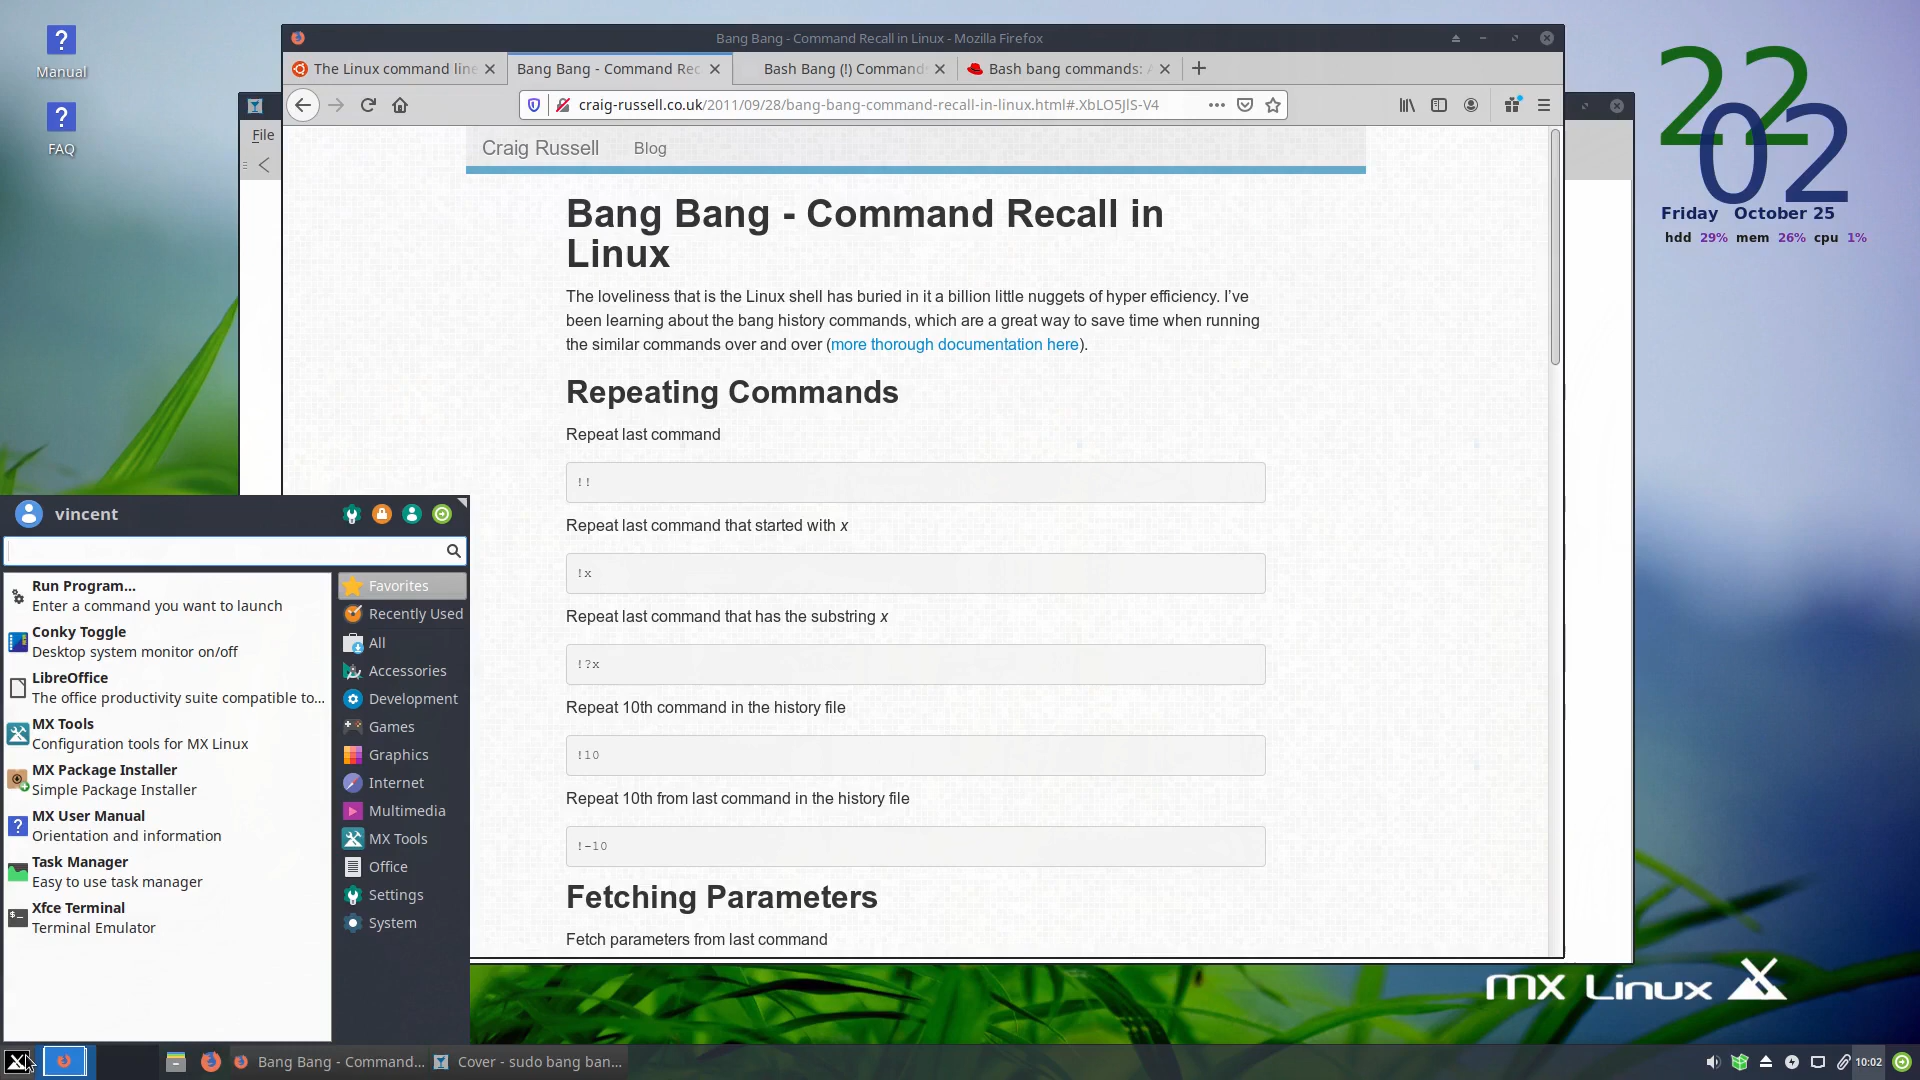 Manual
FAQ
Bang Bang - Command Recall in Linux - Mozilla Firefox
The Linux command line
Bang Bang - Command Rec
Bash Bang (!) Commands
Bash bang commands: A
craig-russell.co.uk/2011/09/28/bang-bang-command-recall-in-linux.html#.XbLO5JlS-V4
File
Craig Russell
Blog
Bang Bang - Command Recall in
Linux
The loveliness that is the Linux shell has buried in it a billion little nuggets of hyper efficiency. I've
been learning about the bang history commands, which are a great way to save time when running
the similar commands over and over (more thorough documentation here).
Repeating Commands
Repeat last command
!!
Repeat last command that started with x
!x
Repeat last command that has the substring x
!?x
Repeat 10th command in the history file
!10
Repeat 10th from last command in the history file
!-10
Fetching Parameters
Fetch parameters from last command
22
02
Friday October 25
hdd 29% mem 26% cpu 1%
vincent
Run Program...
Enter a command you want to launch
Conky Toggle
Desktop system monitor on/off
LibreOffice
The office productivity suite compatible to...
MX Tools
Configuration tools for MX Linux
MX Package Installer
Simple Package Installer
MX User Manual
Orientation and information
Task Manager
Easy to use task manager
Xfce Terminal
Terminal Emulator
Favorites
Recently Used
All
Accessories
Development
Games
Graphics
Internet
Multimedia
MX Tools
Office
Settings
System
MX Linux
Bang Bang - Command...
Cover - sudo bang ban...
10:02